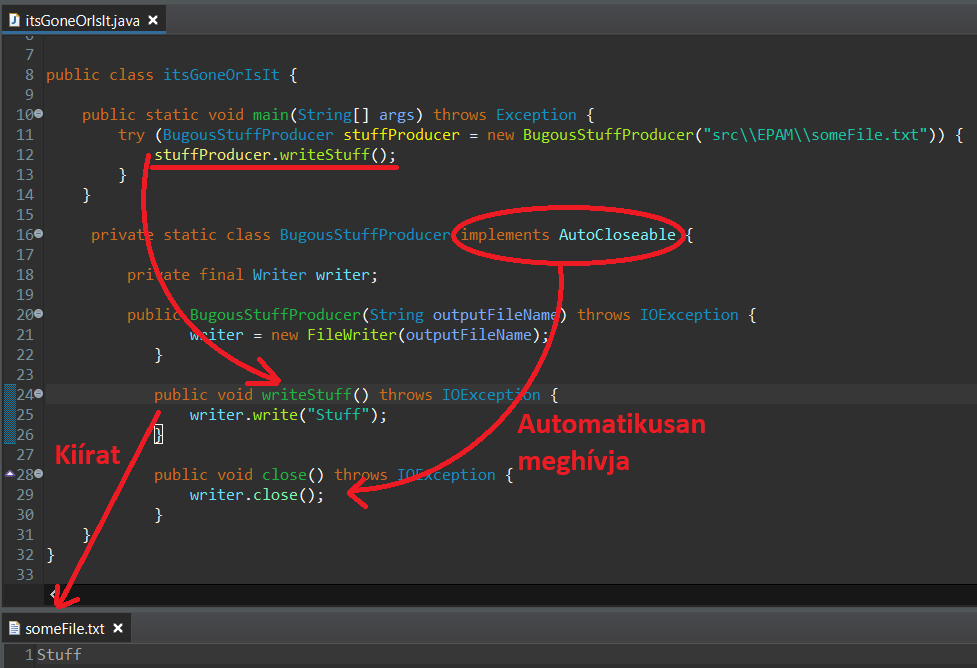 itsGoneOrIsIt.java
7
8 public class itsGoneOrIsIt {
9
10 public static void main(String[] args) throws Exception {
11 try (BugousStuffProducer stuffProducer = new BugousStuffProducer("src\\EPAM\\someFile.txt")) {
12 stuffProducer.writeStuff();
13 }
14 }
15
16 private static class BugousStuffProducer implements AutoCloseable {
17
18 private final Writer writer;
19
20 public BugousStuffProducer(String outputFileName) throws IOException {
21 writer = new FileWriter(outputFileName);
22 }
23
24 public void writeStuff() throws IOException {
25 writer.write("Stuff");
26 }
27
28 public void close() throws IOException {
29 writer.close();
30 }
31 }
32 }
33
Automatikusan
meghívja
Kiírat
someFile.txt
1 Stuff